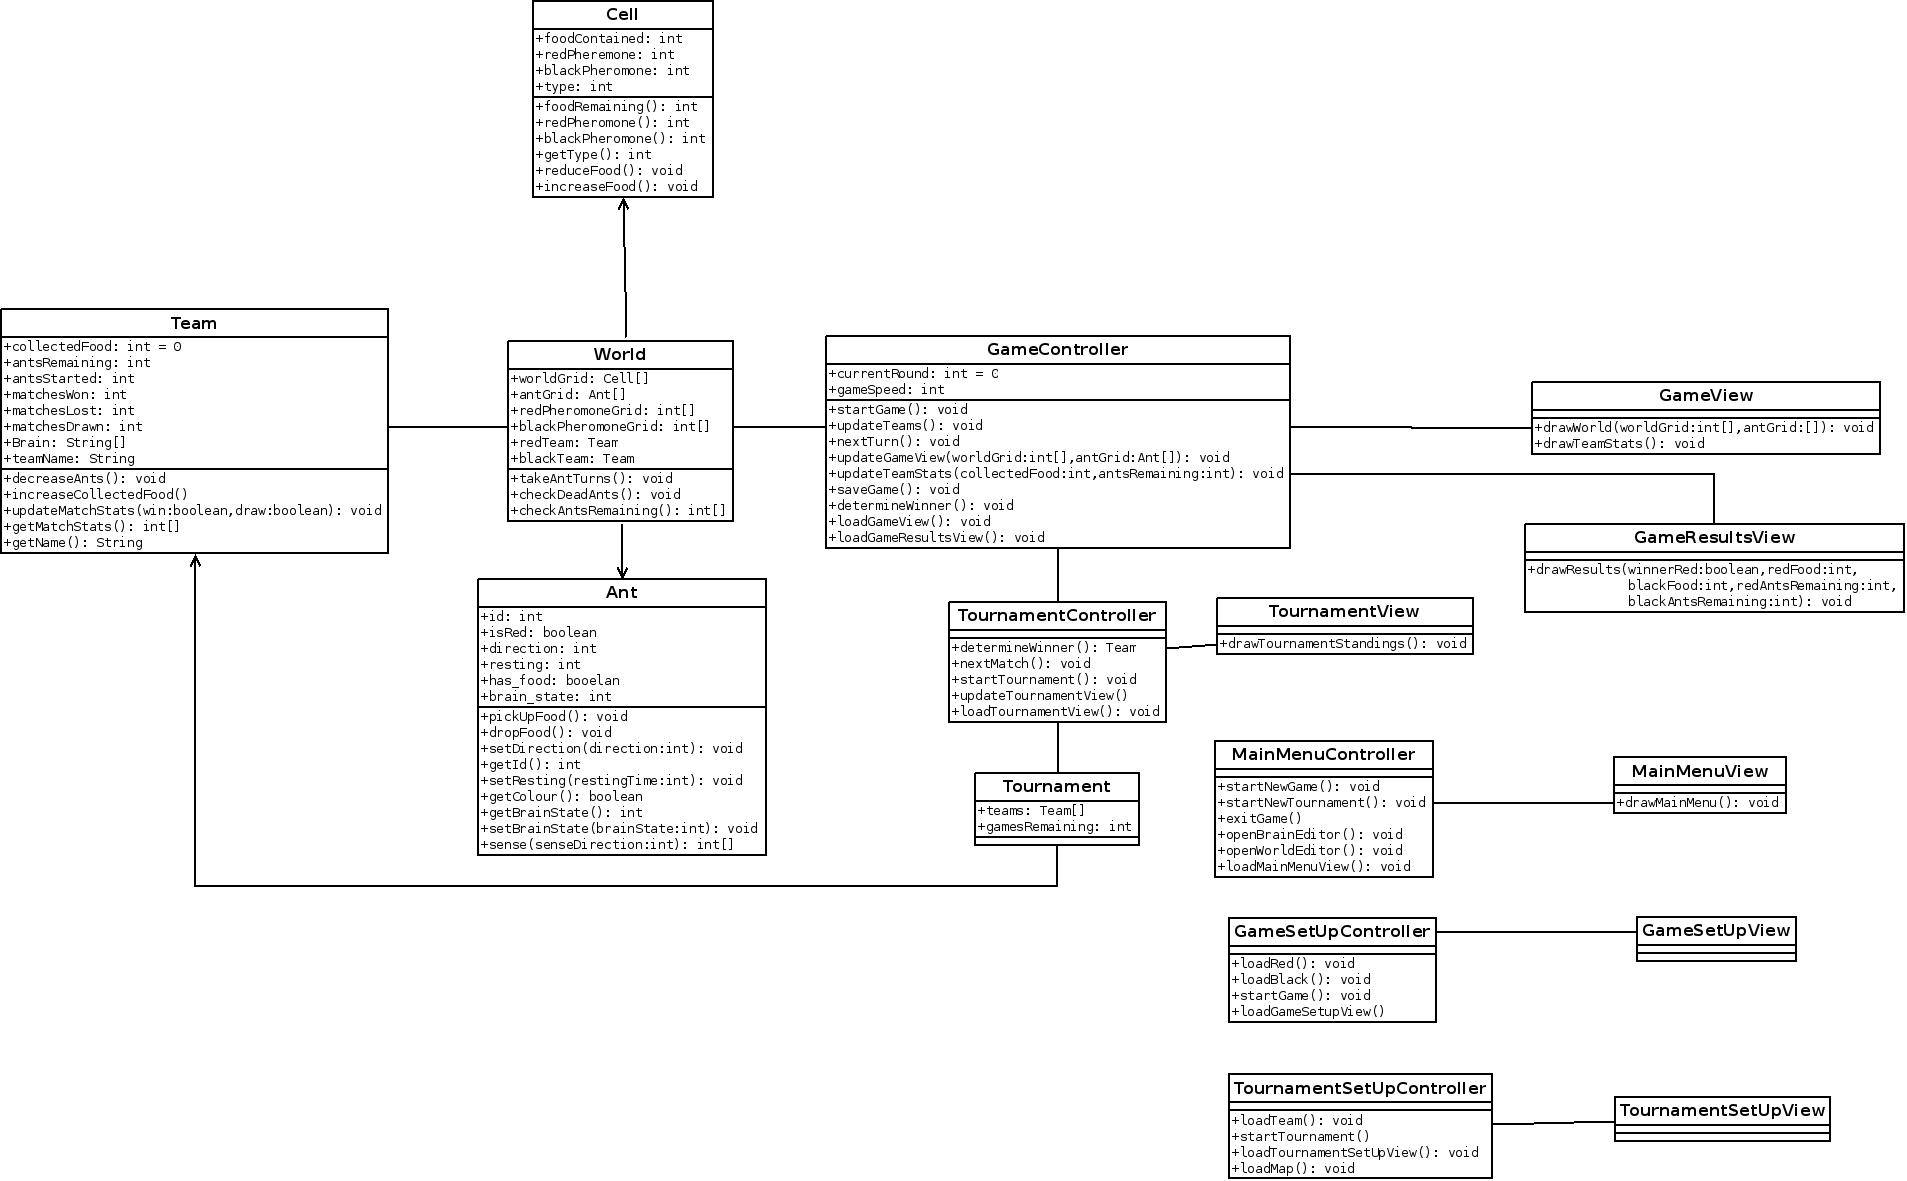 Cell
+foodContained: int
+redPheremone: int
+blackPheromone: int
+type: int
+foodRemaining(): int
+redPheromone(): int
+blackPheromone(): int
+getType(): int
+reduceFood(): void
+increaseFood(): void
Team
+collectedFood: int = 0
+antsRemaining: int
+antsStarted: int
+matchesWon: int
+matchesLost: int
+matchesDrawn: int
+Brain: String[]
+teamName: String
+decreaseAnts(): void
+increaseCollectedFood()
+updateMatchStats(win:boolean,draw:boolean): void
+getMatchStats(): int[]
+getName(): String
World
+worldGrid: Cell[]
+antGrid: Ant[]
+redPheromoneGrid: int[]
+blackPheromoneGrid: int[]
+redTeam: Team
+blackTeam: Team
+takeAntTurns(): void
+checkDeadAnts(): void
+checkAntsRemaining(): int[]
GameController
+currentRound: int = 0
+gameSpeed: int
+startGame(): void
+updateTeams(): void
+nextTurn(): void
+updateGameView(worldGrid:int[],antGrid:Ant[]): void
+updateTeamStats(collectedFood:int,antsRemaining:int): void
+saveGame(): void
+determineWinner(): void
+loadGameView(): void
+loadGameResultsView(): void
GameView
+drawWorld(worldGrid:int[],antGrid:[]): void
+drawTeamStats(): void
GameResultsView
+drawResults(winnerRed:boolean,redFood:int,
blackFood:int,redAntsRemaining:int,
blackAntsRemaining:int): void
Ant
+id: int
+isRed: boolean
+direction: int
+resting: int
+has_food: booelan
+brain_state: int
+pickUpFood(): void
+dropFood(): void
+setDirection(direction:int): void
+getId(): int
+setResting(restingTime:int): void
+getColour(): boolean
+getBrainState(): int
+setBrainState(brainState:int): void
+sense(senseDirection:int): int[]
TournamentController
+determineWinner(): Team
+nextMatch(): void
+startTournament(): void
+updateTournamentView()
+loadTournamentView(): void
TournamentView
+drawTournamentStandings(): void
Tournament
+teams: Team[]
+gamesRemaining: int
MainMenuController
+startNewGame(): void
+startNewTournament(): void
+exitGame()
+openBrainEditor(): void
+openWorldEditor(): void
+loadMainMenuView(): void
MainMenuView
+drawMainMenu(): void
GameSetUpController
+loadRed(): void
+loadBlack(): void
+startGame(): void
+loadGameSetupView()
GameSetUpView
TournamentSetUpController
+loadTeam(): void
+startTournament()
+loadTournamentSetUpView(): void
+loadMap(): void
TournamentSetUpView